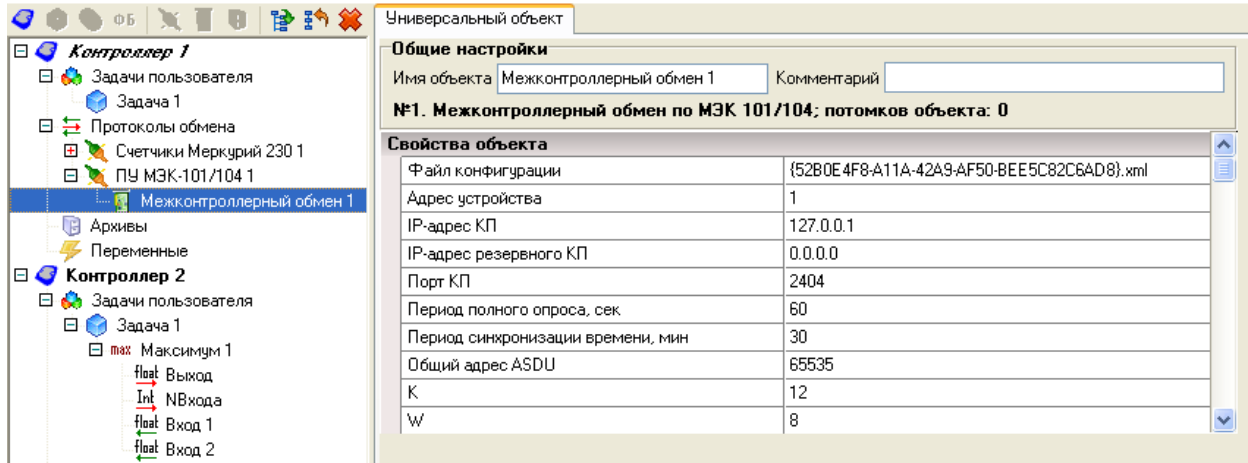 ФБ
Контроллер 1
Задачи пользователя
Задача 1
Протоколы обмена
Счетчики Меркурий 230 1
ПУ МЭК-101/104 1
Межконтроллерный обмен 1
Архивы
Переменные
Контроллер 2
Задачи пользователя
Задача 1
max Максимум 1
float Выход
Int NВхода
float Вход 1
float Вход 2
Универсальный объект
Общие настройки
Имя объекта Межконтроллерный обмен 1 Комментарий
№1. Межконтроллерный обмен по МЭК 101/104; потомков объекта: 0
Свойства объекта
Файл конфигурации {52B0E4F8-A11A-42A9-AF50-BEE5C82C6AD8}.xml
Адрес устройства 1
IP-адрес КП 127.0.0.1
IP-адрес резервного КП 0.0.0.0
Порт КП 2404
Период полного опроса, сек 60
Период синхронизации времени, мин 30
Общий адрес ASDU 65535
K 12
W 8